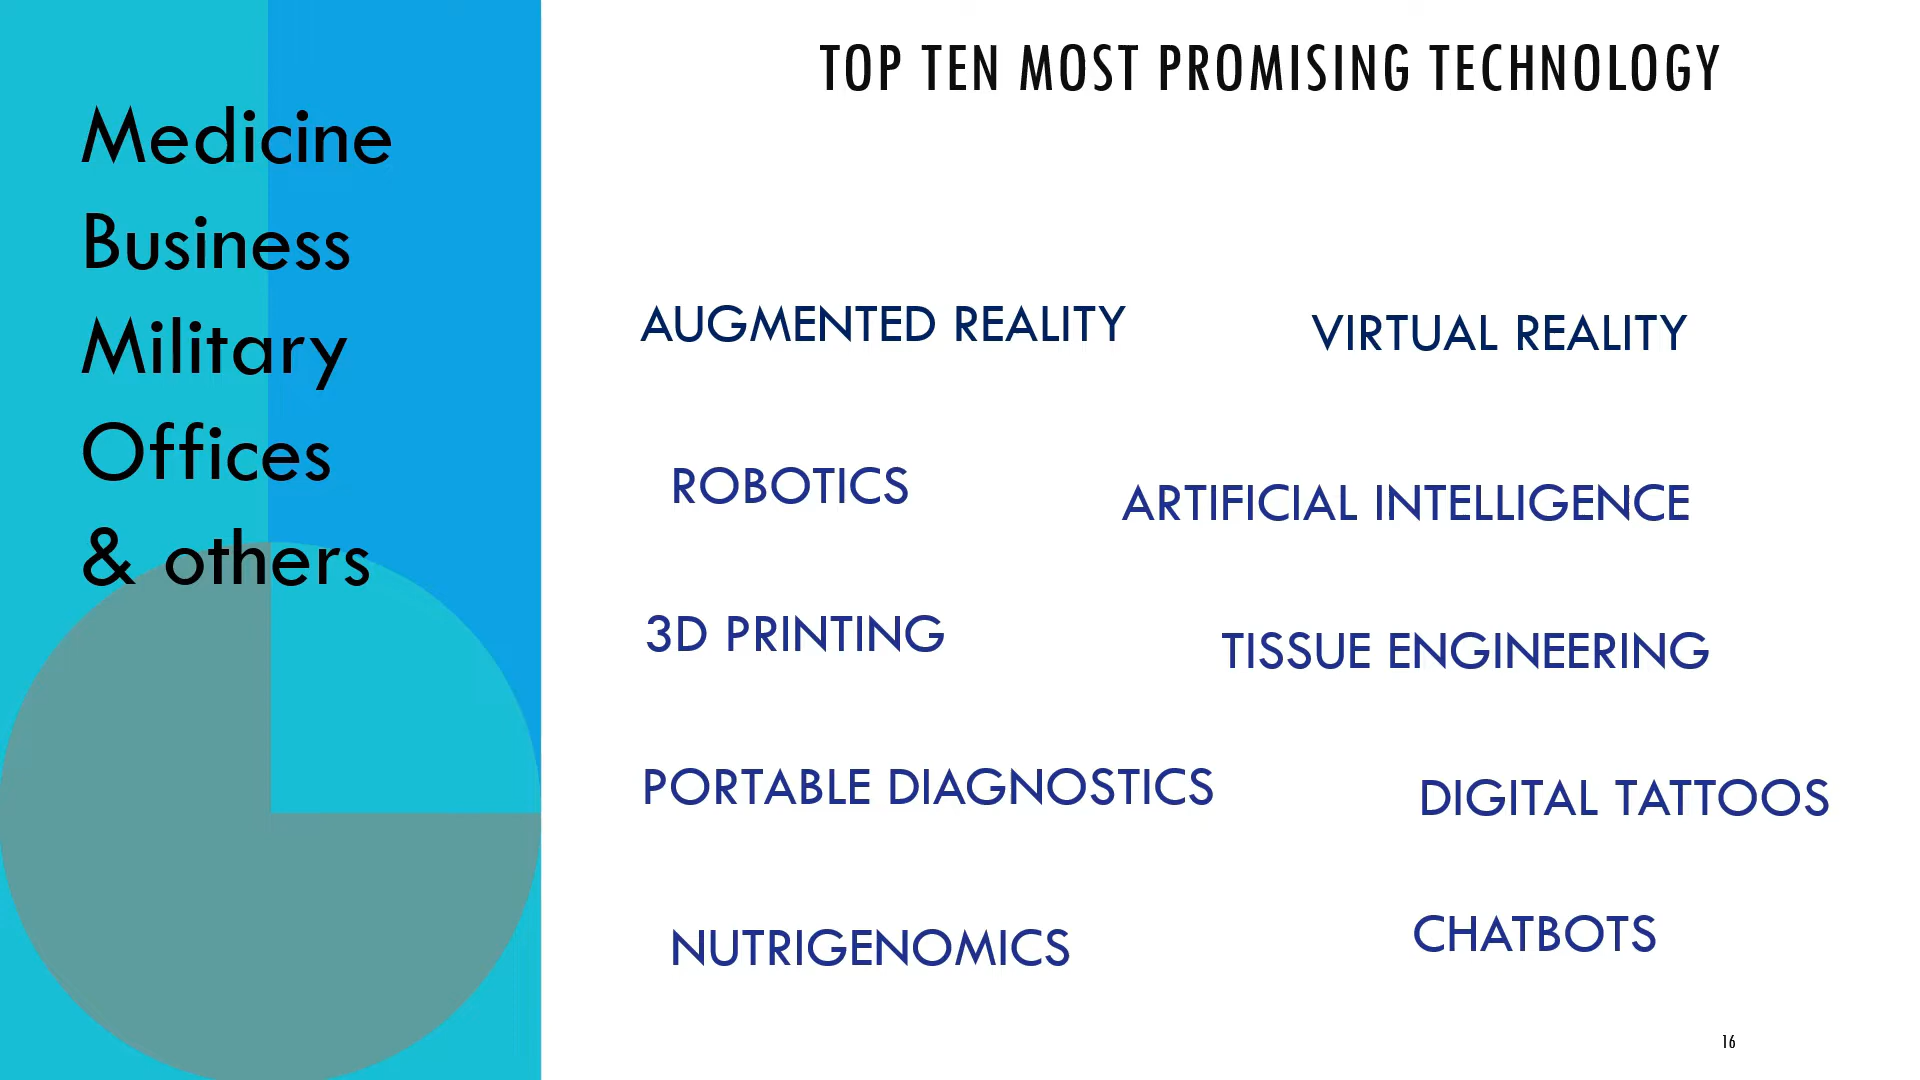 TOP TEN MOST PROMISING TECHNOLOGY
Medicine
Business
Military
Offices
& others
AUGMENTED REALITY
VIRTUAL REALITY
ROBOTICS
ARTIFICIAL INTELLIGENCE
3D PRINTING
TISSUE ENGINEERING
PORTABLE DIAGNOSTICS
DIGITAL TATTOOS
NUTRIGENOMICS
CHATBOTS
16